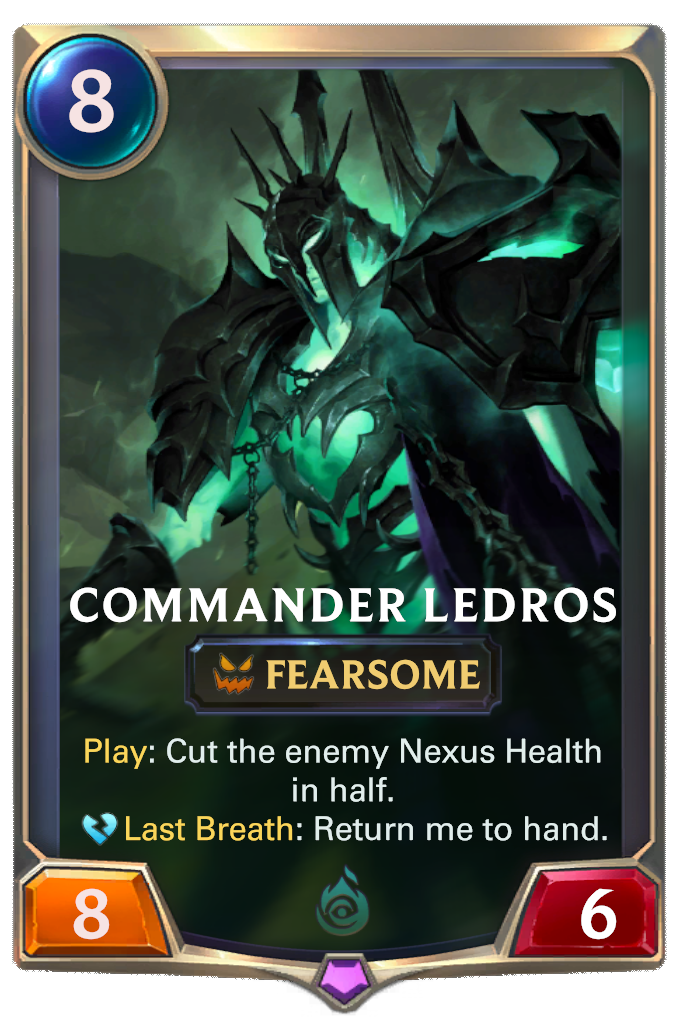 8
COMMANDER LEDROS
FEARSOME
Play: Cut the enemy Nexus Health
in half.
Last Breath: Return me to hand.
8
6